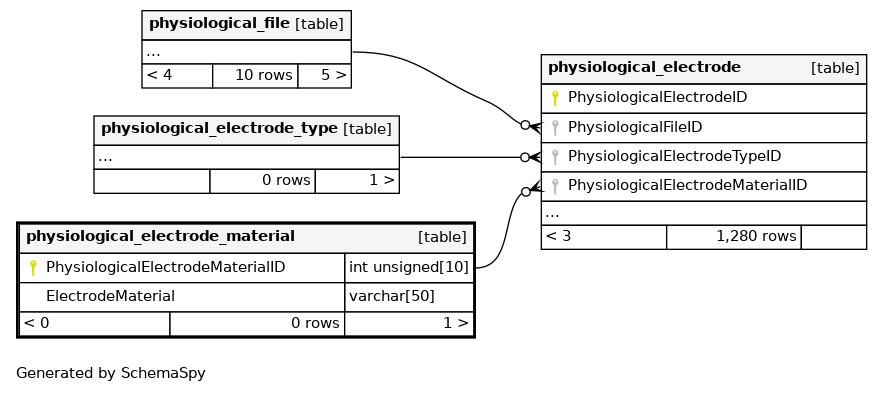 physiological_file [table]
...
< 4 10 rows 5 >
physiological_electrode_type [table]
...
0 rows 1 >
physiological_electrode_material [table]
PhysiologicalElectrodeMaterialID int unsigned[10]
ElectrodeMaterial varchar[50]
< 0 0 rows 1 >
physiological_electrode [table]
PhysiologicalElectrodeID
PhysiologicalFileID
PhysiologicalElectrodeTypeID
PhysiologicalElectrodeMaterialID
...
< 3 1,280 rows
Generated by SchemaSpy